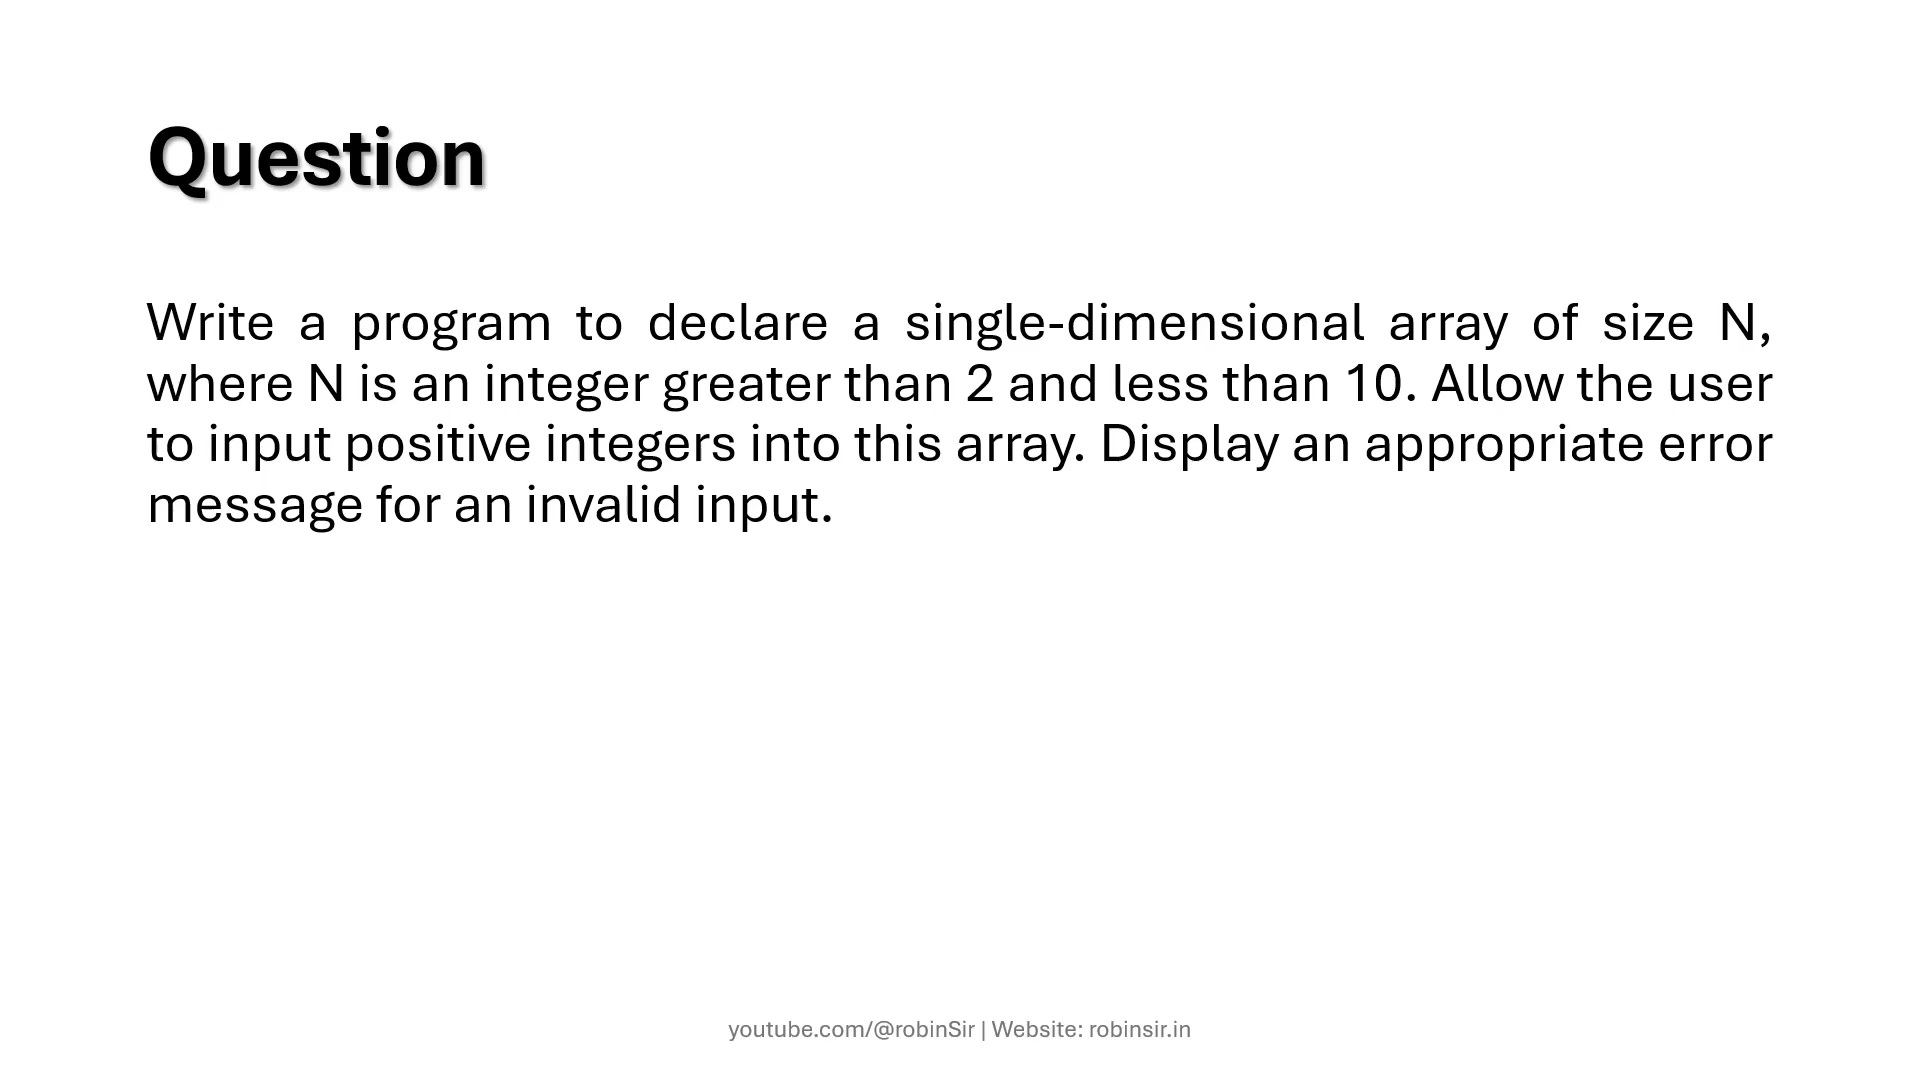 Question
Write a program to declare a single-dimensional array of size N,
where N is an integer greater than 2 and less than 10. Allow the user
to input positive integers into this array. Display an appropriate error
message for an invalid input.
youtube.com/@robinSir | Website: robinsir.in